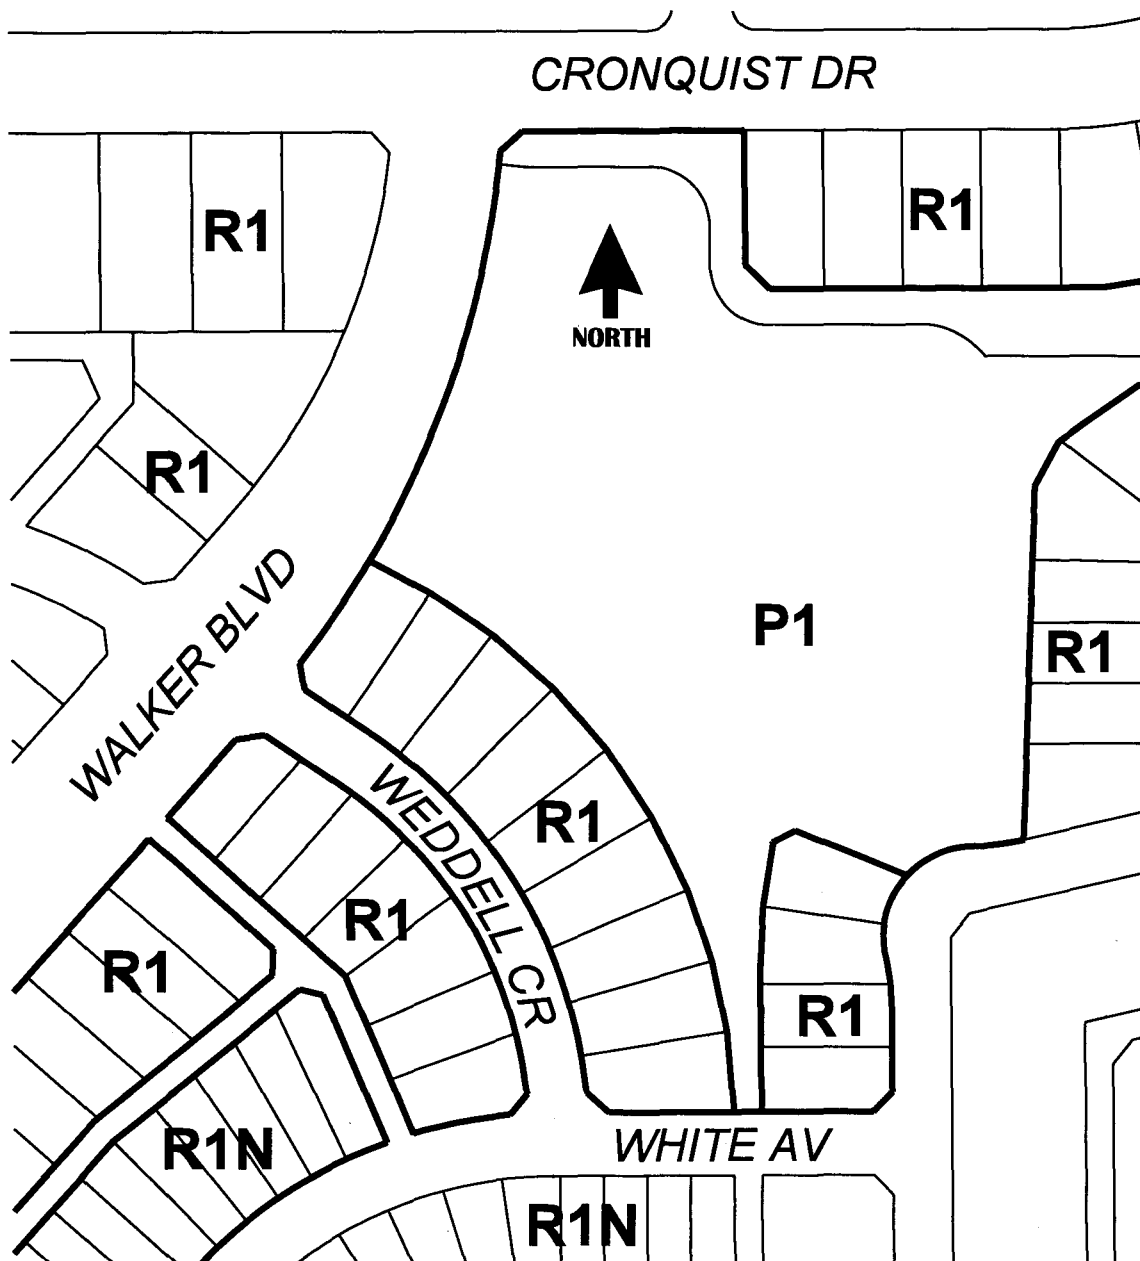 CRONQUIST DR
R1
R1
NORTH
R1
WALKER BLVD
P1
R1
WEDDELL CR
R1
R1
R1
R1
R1N
WHITE AV
R1N